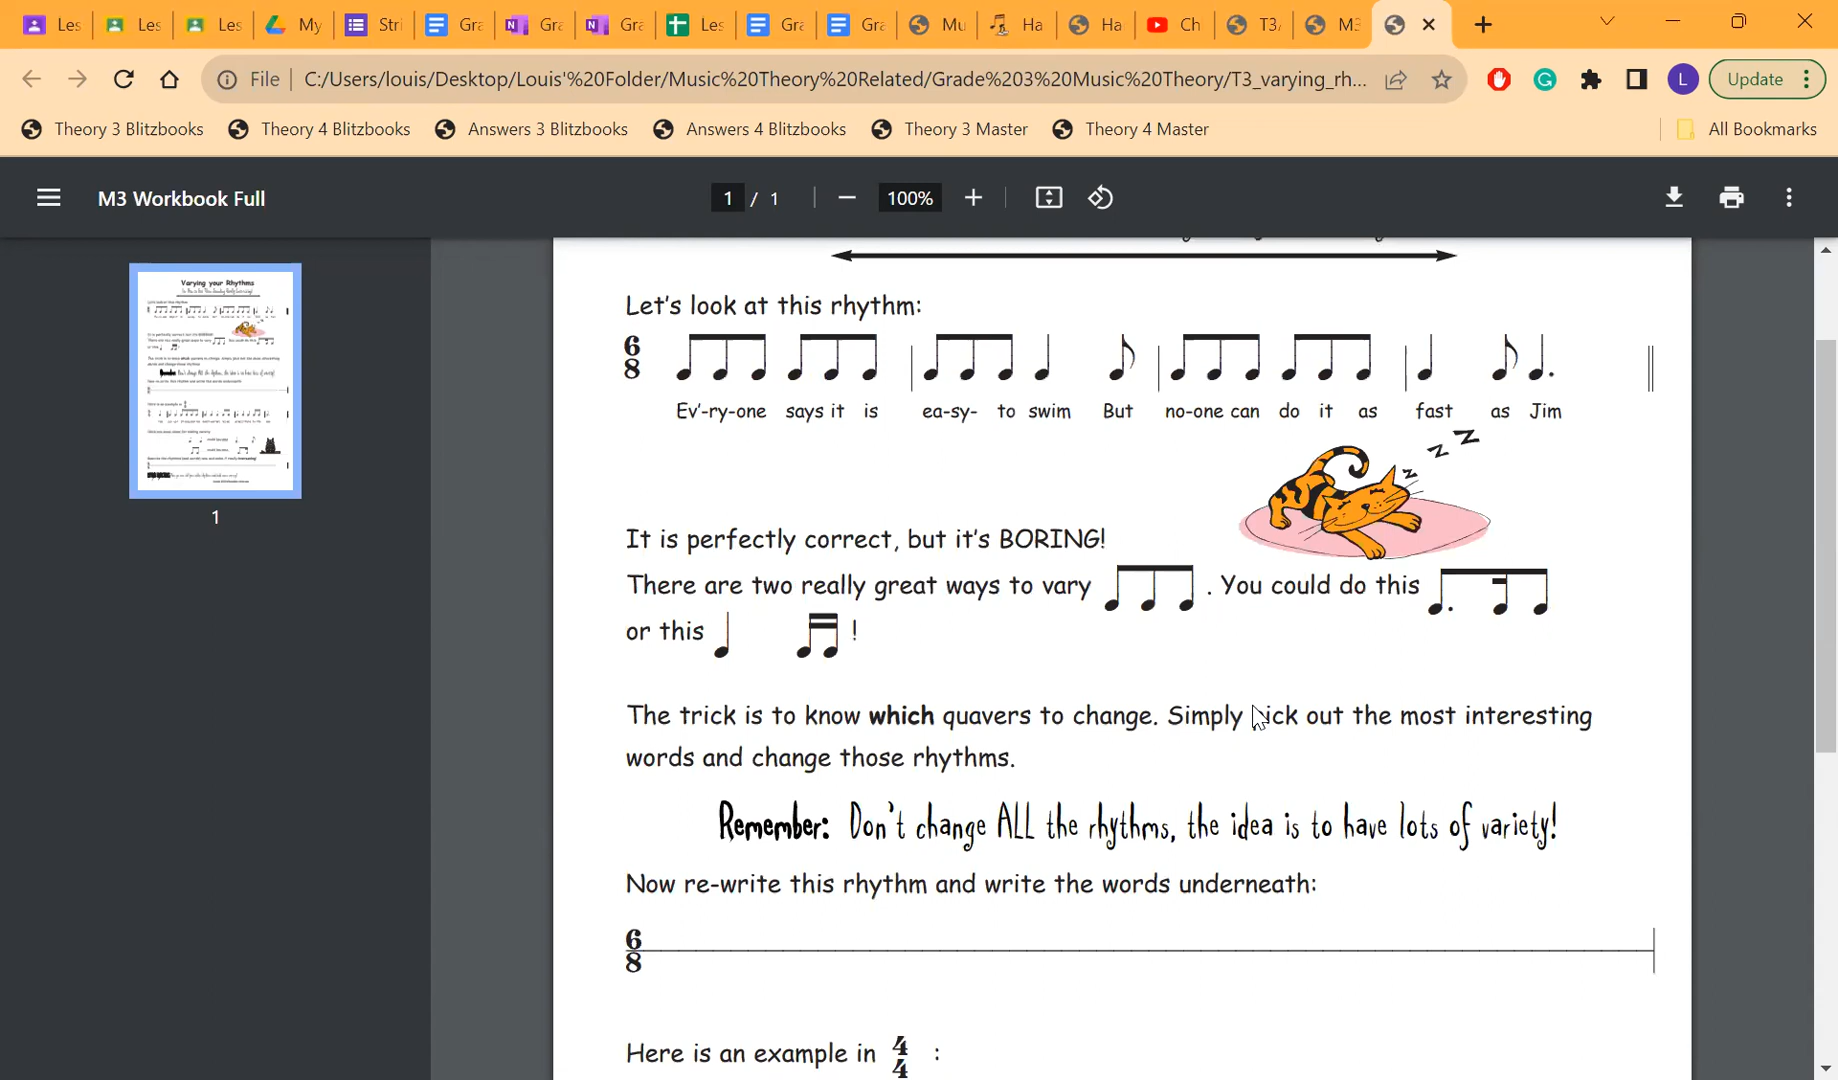 Les
Les
Les
My
Stri
Gra
Gra
Gra
Les
Gra
Gra
Mu
Ha
Ha
Ch
T3/
M3
File
C:/Users/louis/Desktop/Louis'%20Folder/Music%20Theory%20Related/Grade%203%20Music%20Theory/T3_varying_rh...
L
Update
Theory 3 Blitzbooks
Theory 4 Blitzbooks
Answers 3 Blitzbooks
Answers 4 Blitzbooks
Theory 3 Master
Theory 4 Master
All Bookmarks
M3 Workbook Full
1 / 1
100%
Varying your Rhythms
1
Let's look at this rhythm:
6
8
Ev'-ry-one says it is ea-sy- to swim But no-one can do it as fast as Jim
z z z
It is perfectly correct, but it's BORING!
There are two really great ways to vary . You could do this
or this !
The trick is to know which quavers to change. Simply pick out the most interesting
words and change those rhythms.
Remember: Don't change ALL the rhythms, the idea is to have lots of variety!
Now re-write this rhythm and write the words underneath:
6
8
Here is an example in 4 :
4